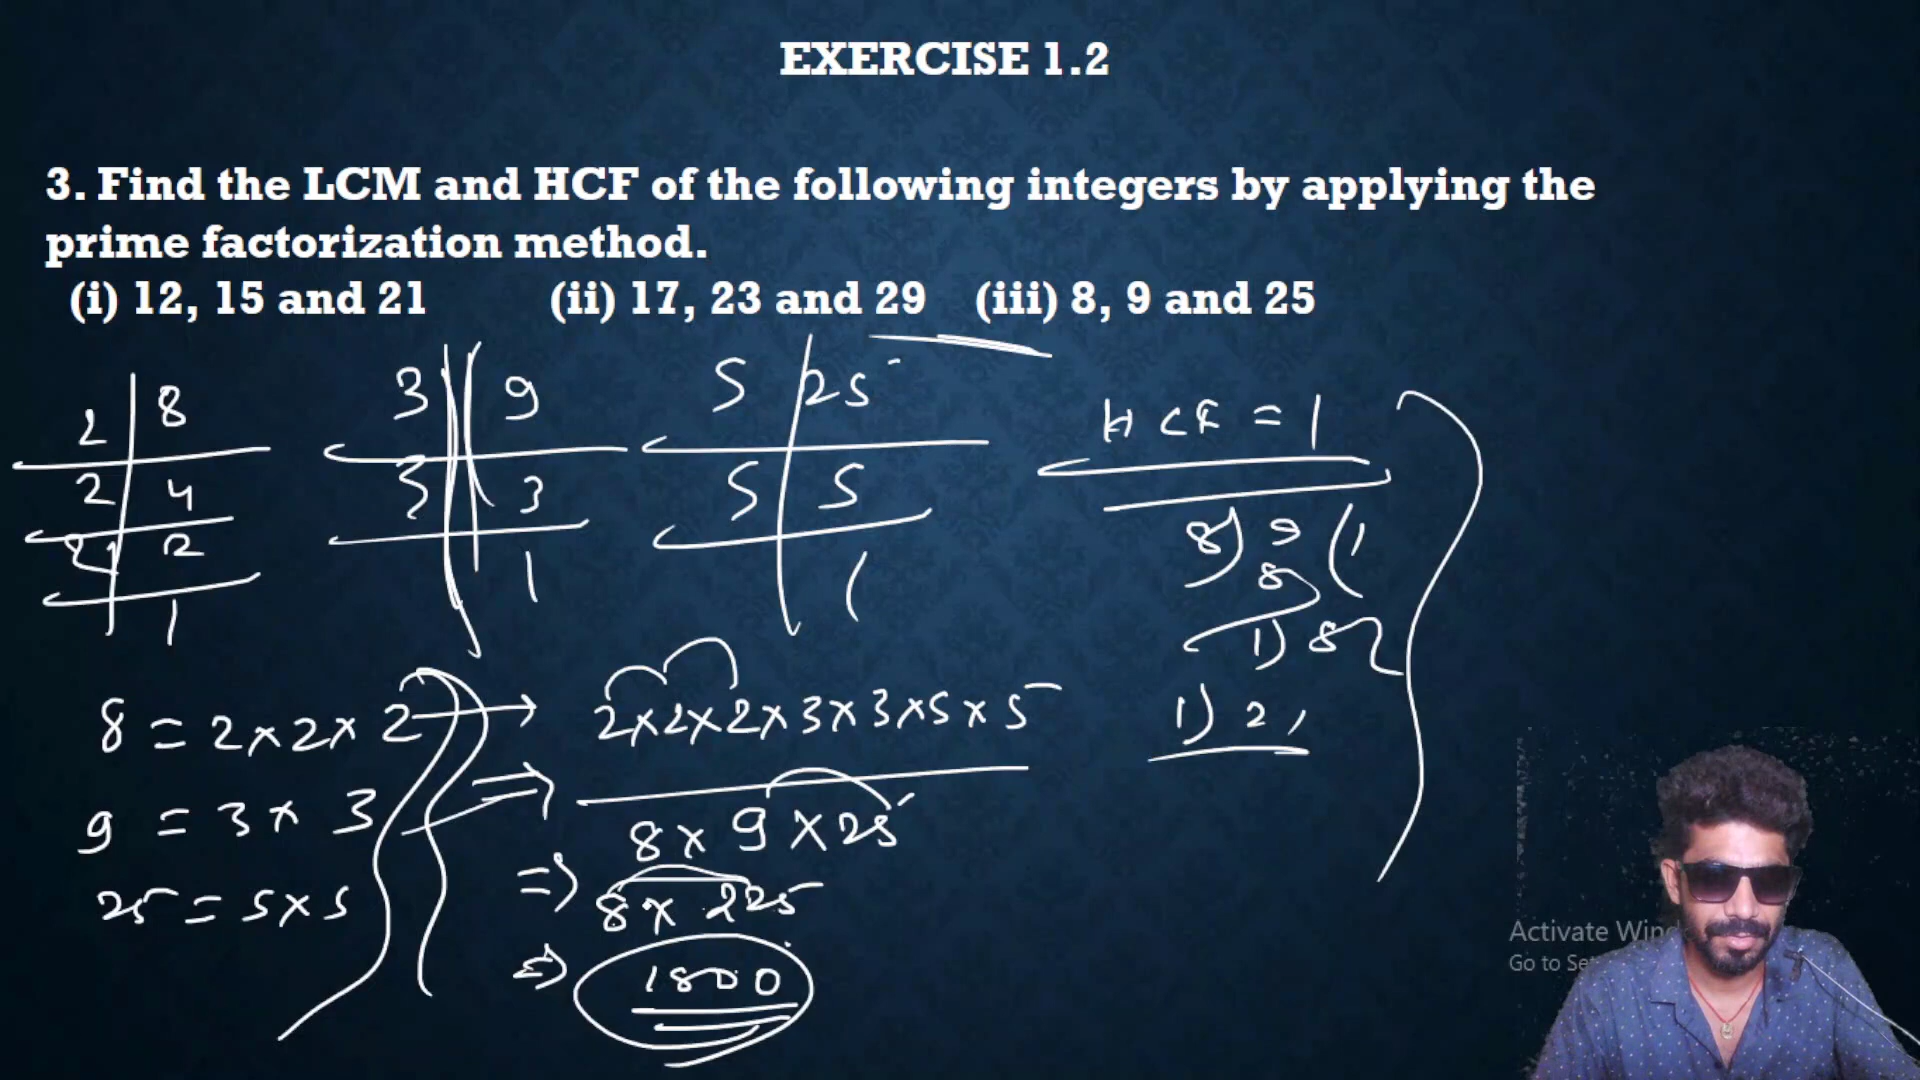 EXERCISE 1.2
3. Find the LCM and HCF of the following integers by applying the
prime factorization method.
(i) 12, 15 and 21 (ii) 17, 23 and 29 (iii) 8, 9 and 25
2 | 8
2 | 4
2 | 2
1
3 | 9
3 | 3
1
5 | 25
5 | 5
1
HCF = 1
8) 9 (1
8
1) 8
1) 2,
8 = 2 × 2 × 2
9 = 3 × 3
25 = 5 × 5
→ 2×2×2×3×3×5×5
⇒ 8 × 9 × 25
⇒ 8 × 225
⇒ 1800
Activate Win
Go to Se